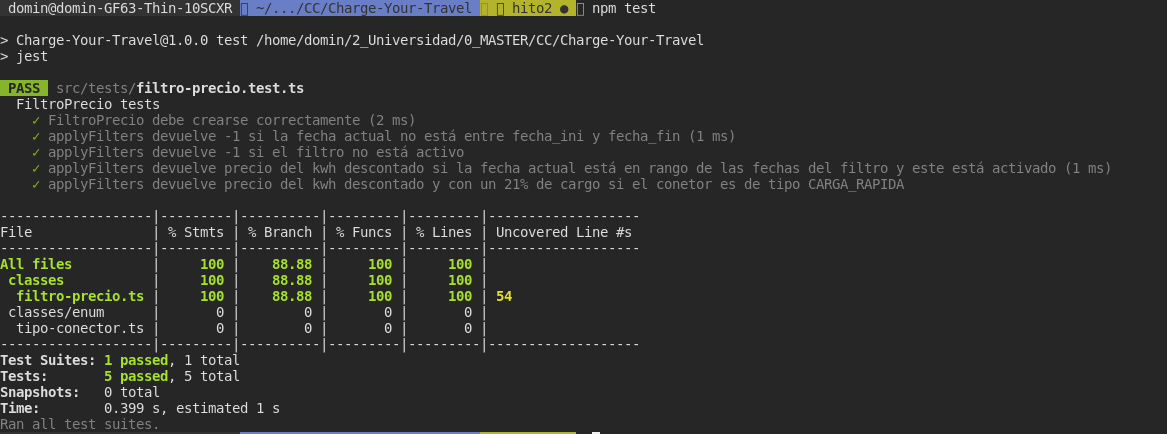 domin@domin-GF63-Thin-10SCXR ~/.../CC/Charge-Your-Travel hito2 ● npm test
> Charge-Your-Travel@1.0.0 test /home/domin/2_Universidad/0_MASTER/CC/Charge-Your-Travel
> jest
PASS src/tests/filtro-precio.test.ts
FiltroPrecio tests
✓ FiltroPrecio debe crearse correctamente (2 ms)
✓ applyFilters devuelve -1 si la fecha actual no está entre fecha_ini y fecha_fin (1 ms)
✓ applyFilters devuelve -1 si el filtro no está activo
✓ applyFilters devuelve precio del kwh descontado si la fecha actual está en rango de las fechas del filtro y este está activado (1 ms)
✓ applyFilters devuelve precio del kwh descontado y con un 21% de cargo si el conetor es de tipo CARGA_RAPIDA
-------------------|---------|----------|---------|---------|-------------------
File               | % Stmts | % Branch | % Funcs | % Lines | Uncovered Line #s
-------------------|---------|----------|---------|---------|-------------------
All files          |     100 |    88.88 |     100 |     100 |
 classes           |     100 |    88.88 |     100 |     100 |
  filtro-precio.ts |     100 |    88.88 |     100 |     100 | 54
 classes/enum      |       0 |        0 |       0 |       0 |
  tipo-conector.ts |       0 |        0 |       0 |       0 |
-------------------|---------|----------|---------|---------|-------------------
Test Suites: 1 passed, 1 total
Tests:       5 passed, 5 total
Snapshots:   0 total
Time:        0.399 s, estimated 1 s
Ran all test suites.